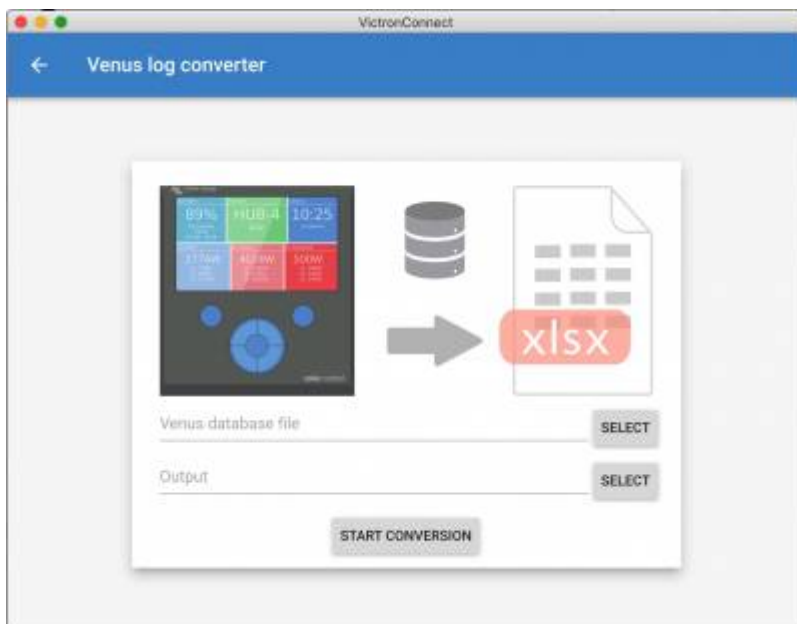 VictronConnect
Venus log converter
89%
HUB-4
10:25
xlsx
Venus database file
SELECT
Output
SELECT
START CONVERSION